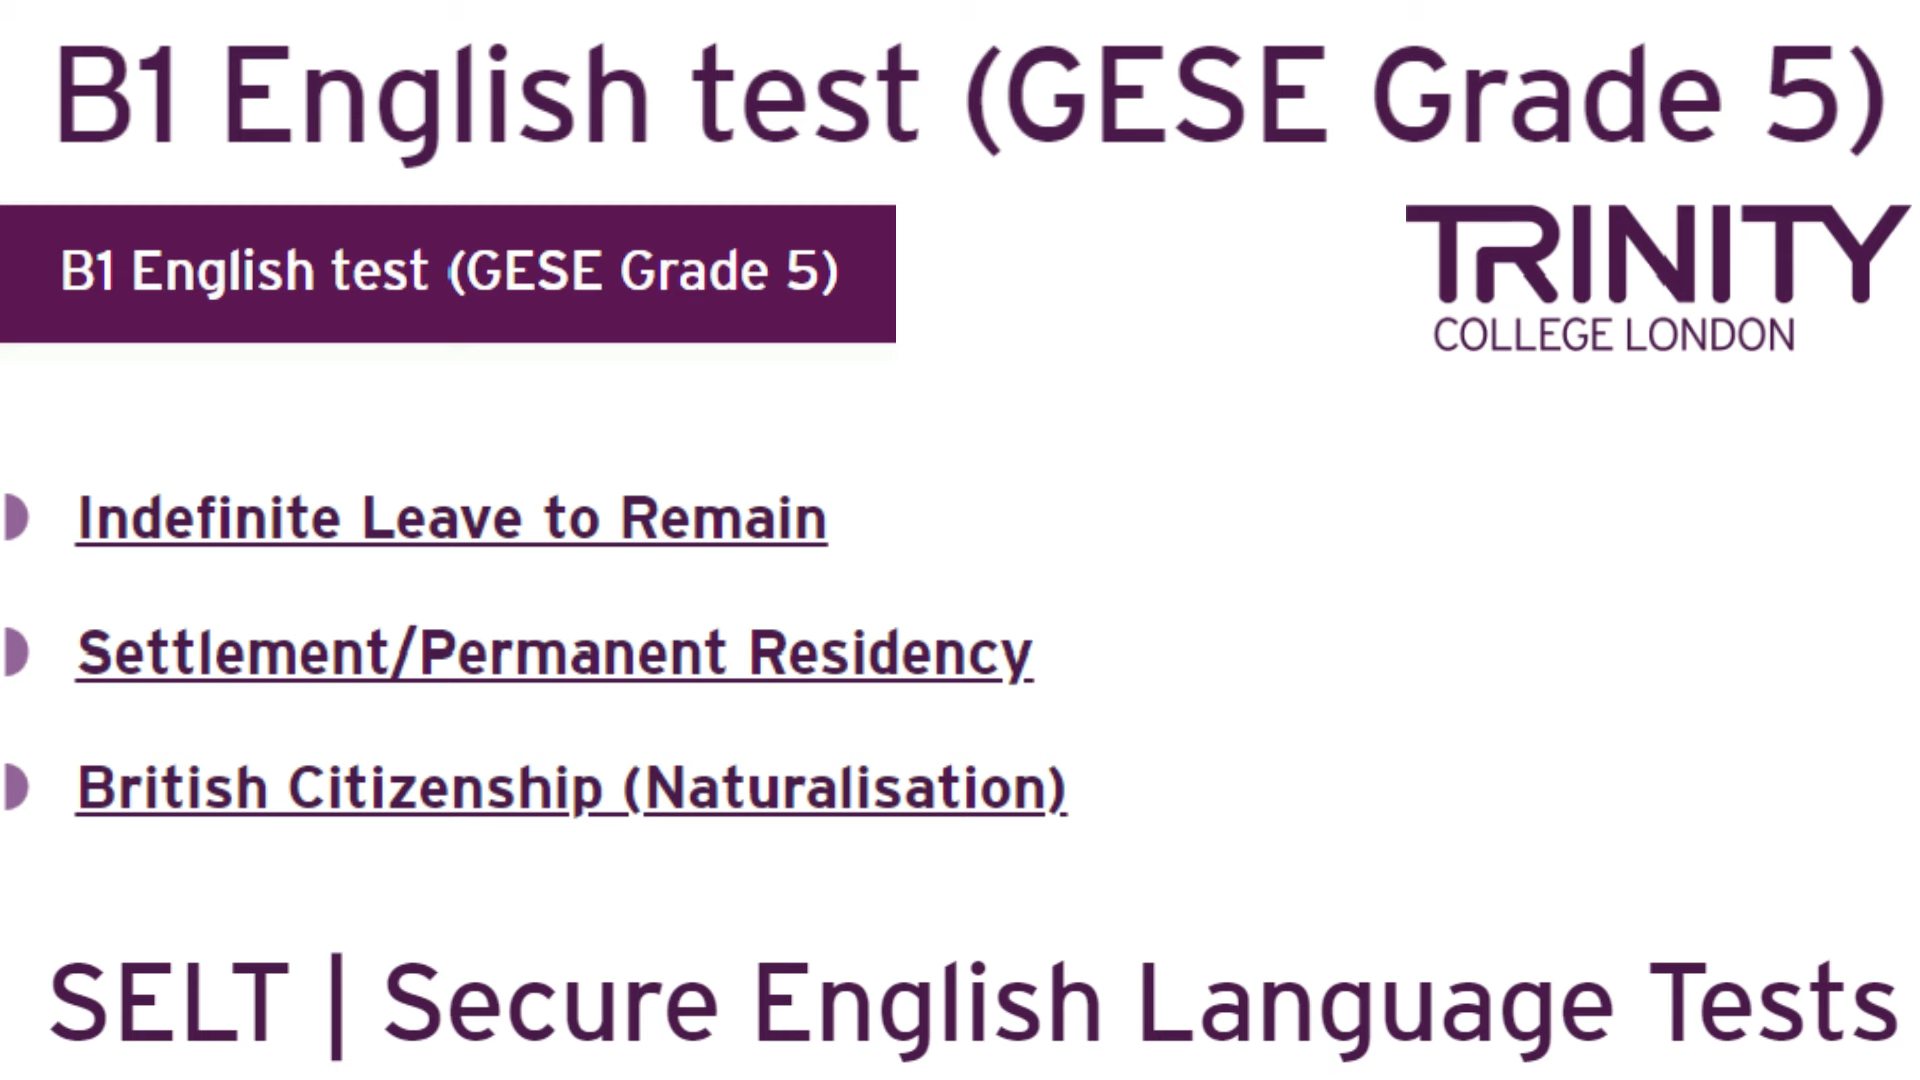 B1 English test (GESE Grade 5)
B1 English test (GESE Grade 5)
TRINITY
COLLEGE LONDON
Indefinite Leave to Remain
Settlement/Permanent Residency
British Citizenship (Naturalisation)
SELT | Secure English Language Tests